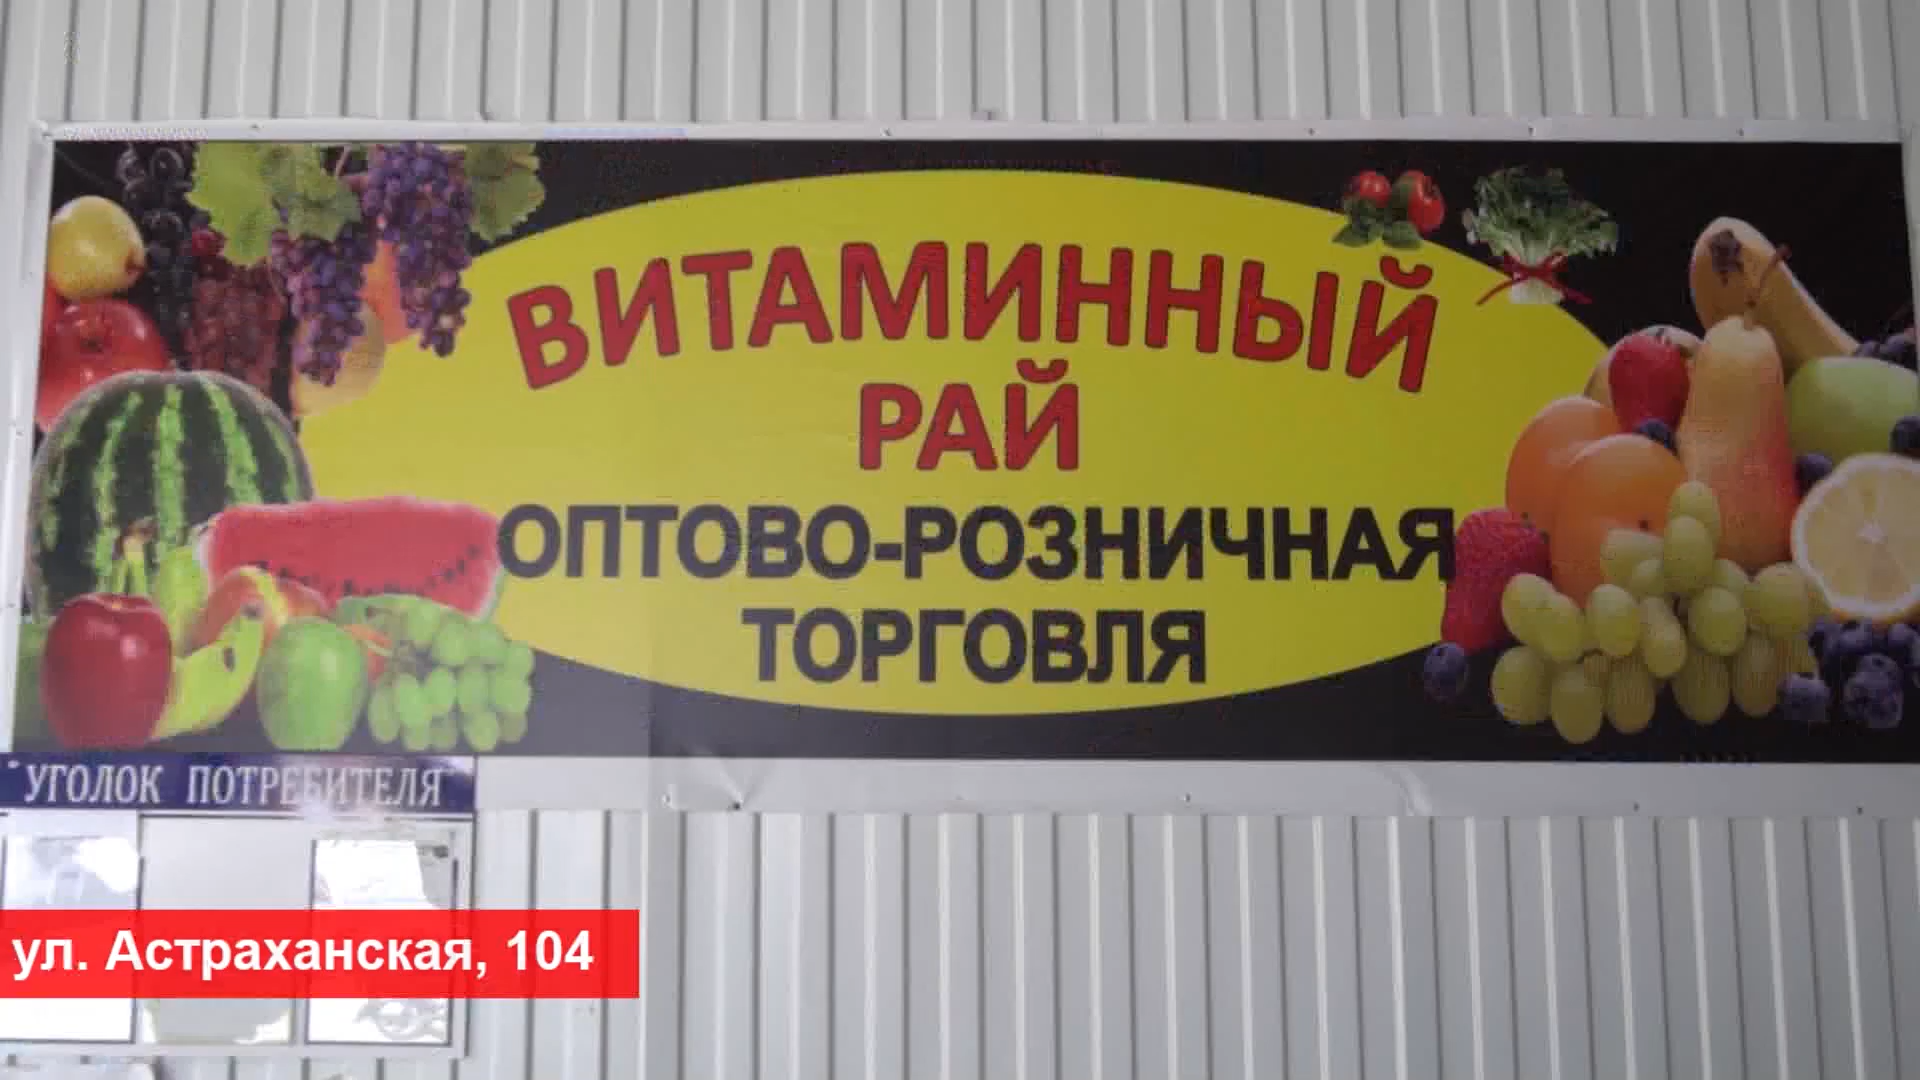 ВИТАМИННЫЙ
РАЙ
ОПТОВО-РОЗНИЧНАЯ
ТОРГОВЛЯ
"УГОЛОК ПОТРЕБИТЕЛЯ"
ул. Астраханская, 104